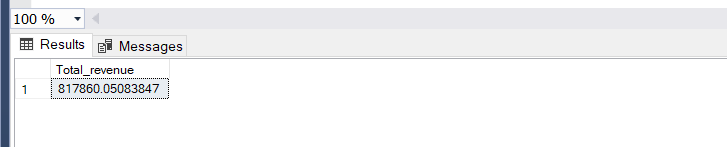 100 %
Results Messages
Total_revenue
1 817860.05083847